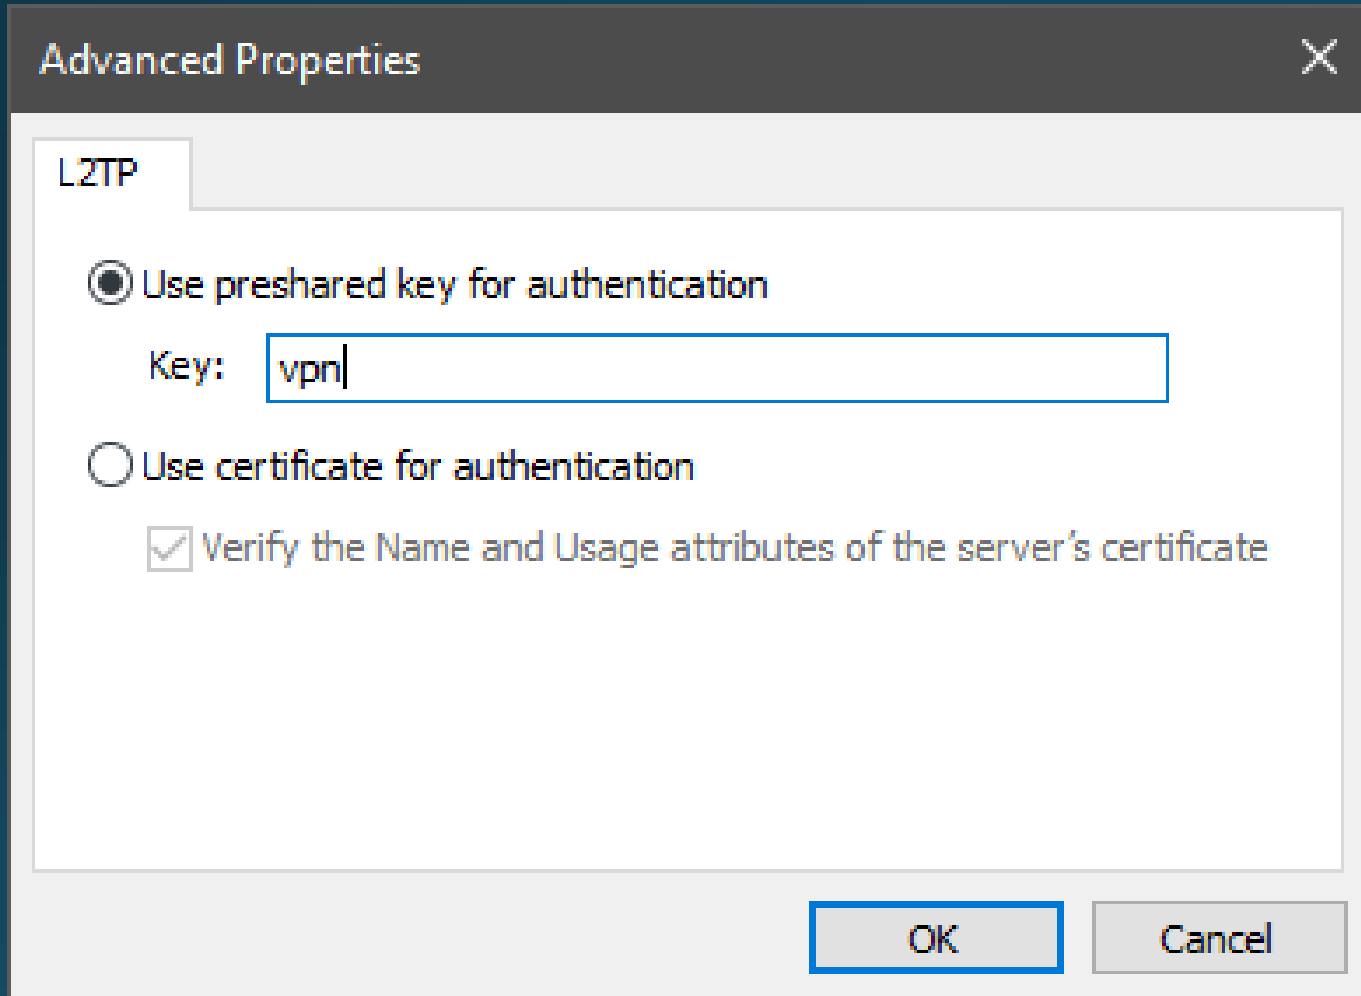 Advanced Properties
L2TP
Use preshared key for authentication
Key: vpn
Use certificate for authentication
Verify the Name and Usage attributes of the server's certificate
OK Cancel